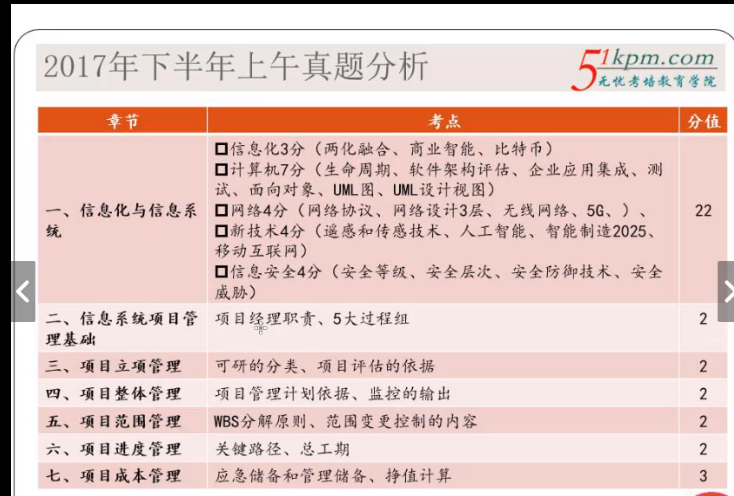 2017年下半年上午真题分析
51kpm.com
无忧考培教育学院
章节 考点 分值
一、信息化与信息系统 22
□信息化3分（两化融合、商业智能、比特币）
□计算机7分（生命周期、软件架构评估、企业应用集成、测
试、面向对象、UML图、UML设计视图）
□网络4分（网络协议、网络设计3层、无线网络、5G、）、
□新技术4分（遥感和传感技术、人工智能、智能制造2025、
移动互联网）
□信息安全4分（安全等级、安全层次、安全防御技术、安全
威胁）
二、信息系统项目管 项目经理职责、5大过程组 2
理基础
三、项目立项管理 可研的分类、项目评估的依据 2
四、项目整体管理 项目管理计划依据、监控的输出 2
五、项目范围管理 WBS分解原则、范围变更控制的内容 2
六、项目进度管理 关键路径、总工期 2
七、项目成本管理 应急储备和管理储备、挣值计算 3